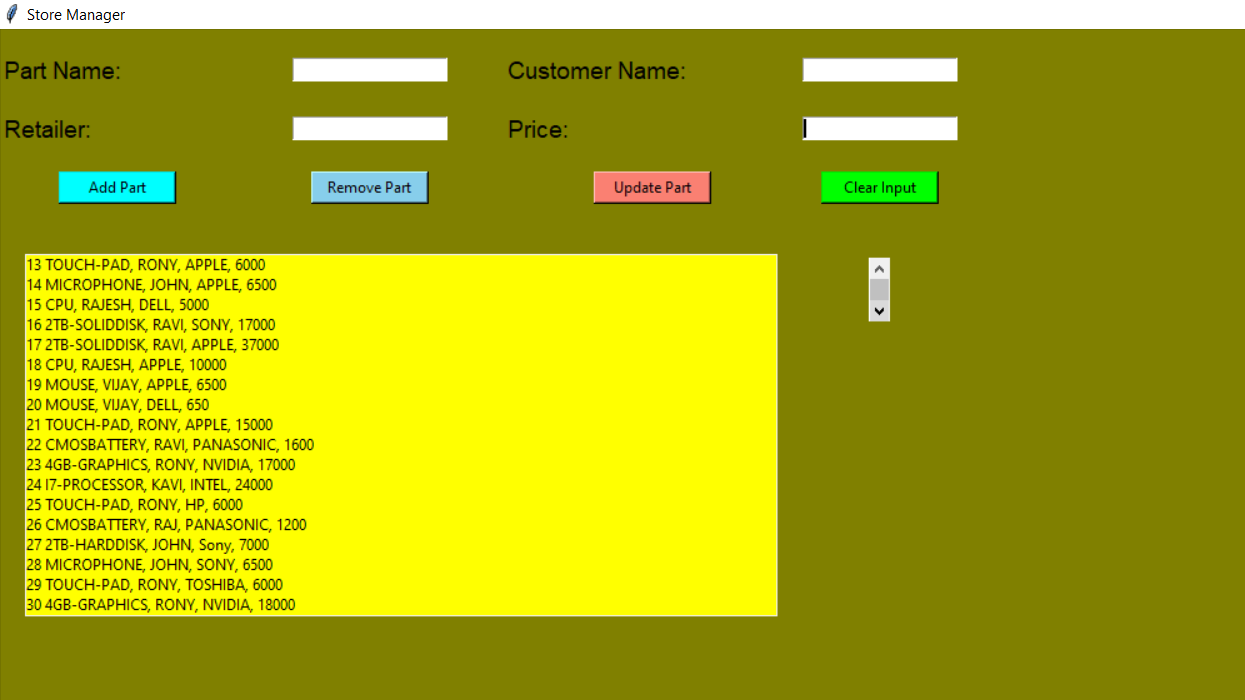 Store Manager
Part Name: Customer Name:
Retailer: Price:
Add Part Remove Part Update Part Clear Input
13 TOUCH-PAD, RONY, APPLE, 6000
14 MICROPHONE, JOHN, APPLE, 6500
15 CPU, RAJESH, DELL, 5000
16 2TB-SOLIDDISK, RAVI, SONY, 17000
17 2TB-SOLIDDISK, RAVI, APPLE, 37000
18 CPU, RAJESH, APPLE, 10000
19 MOUSE, VIJAY, APPLE, 6500
20 MOUSE, VIJAY, DELL, 650
21 TOUCH-PAD, RONY, APPLE, 15000
22 CMOSBATTERY, RAVI, PANASONIC, 1600
23 4GB-GRAPHICS, RONY, NVIDIA, 17000
24 I7-PROCESSOR, KAVI, INTEL, 24000
25 TOUCH-PAD, RONY, HP, 6000
26 CMOSBATTERY, RAJ, PANASONIC, 1200
27 2TB-HARDDISK, JOHN, Sony, 7000
28 MICROPHONE, JOHN, SONY, 6500
29 TOUCH-PAD, RONY, TOSHIBA, 6000
30 4GB-GRAPHICS, RONY, NVIDIA, 18000